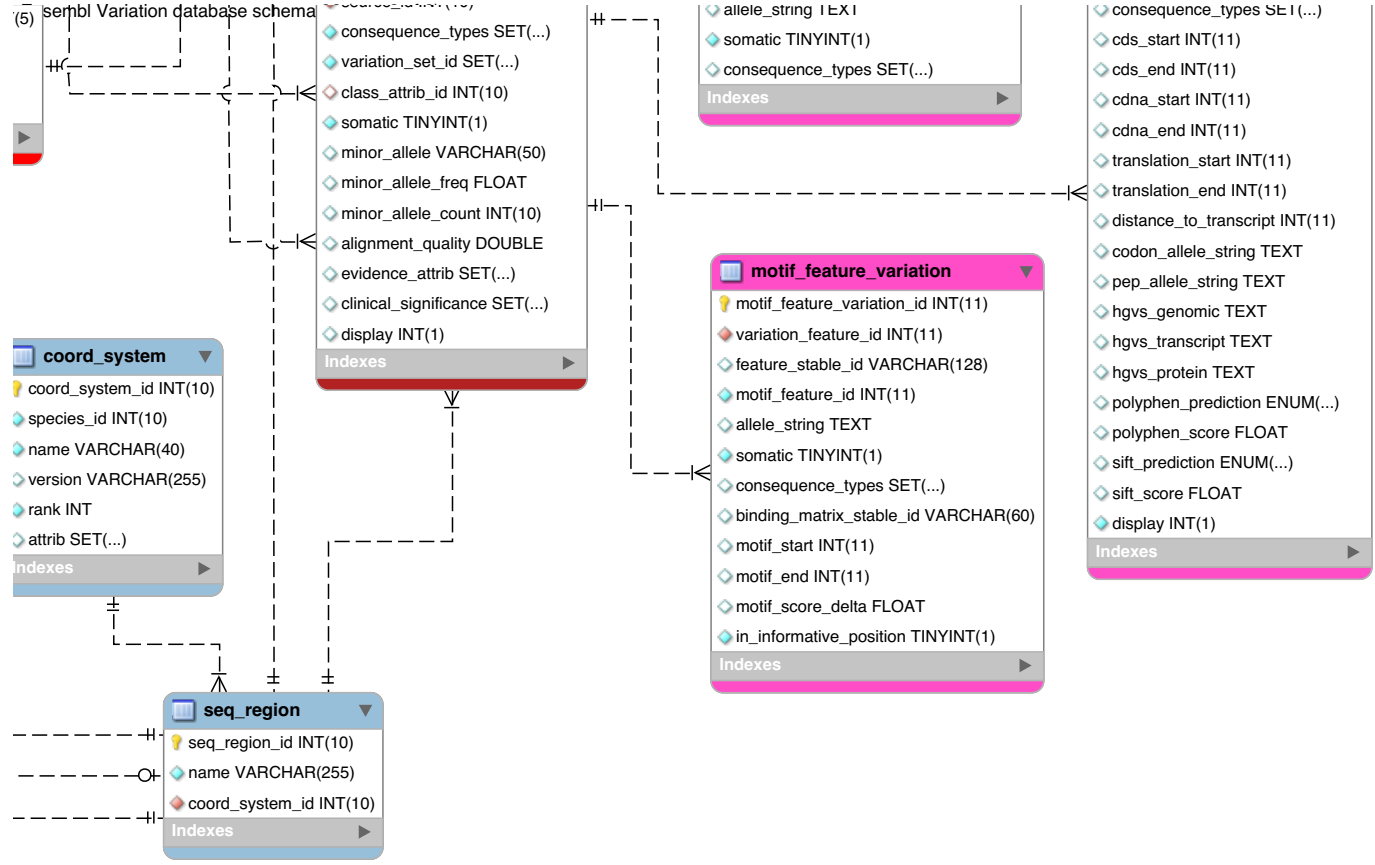 sembl Variation database schema
(5)
consequence_types SET(...)
variation_set_id SET(...)
class_attrib_id INT(10)
somatic TINYINT(1)
minor_allele VARCHAR(50)
minor_allele_freq FLOAT
minor_allele_count INT(10)
alignment_quality DOUBLE
evidence_attrib SET(...)
clinical_significance SET(...)
display INT(1)
Indexes
allele_string TEXT
somatic TINYINT(1)
consequence_types SET(...)
Indexes
consequence_types SET(...)
cds_start INT(11)
cds_end INT(11)
cdna_start INT(11)
cdna_end INT(11)
translation_start INT(11)
translation_end INT(11)
distance_to_transcript INT(11)
codon_allele_string TEXT
pep_allele_string TEXT
hgvs_genomic TEXT
hgvs_transcript TEXT
hgvs_protein TEXT
polyphen_prediction ENUM(...)
polyphen_score FLOAT
sift_prediction ENUM(...)
sift_score FLOAT
display INT(1)
Indexes
motif_feature_variation
motif_feature_variation_id INT(11)
variation_feature_id INT(11)
feature_stable_id VARCHAR(128)
motif_feature_id INT(11)
allele_string TEXT
somatic TINYINT(1)
consequence_types SET(...)
binding_matrix_stable_id VARCHAR(60)
motif_start INT(11)
motif_end INT(11)
motif_score_delta FLOAT
in_informative_position TINYINT(1)
Indexes
coord_system
coord_system_id INT(10)
species_id INT(10)
name VARCHAR(40)
version VARCHAR(255)
rank INT
attrib SET(...)
Indexes
seq_region
seq_region_id INT(10)
name VARCHAR(255)
coord_system_id INT(10)
Indexes